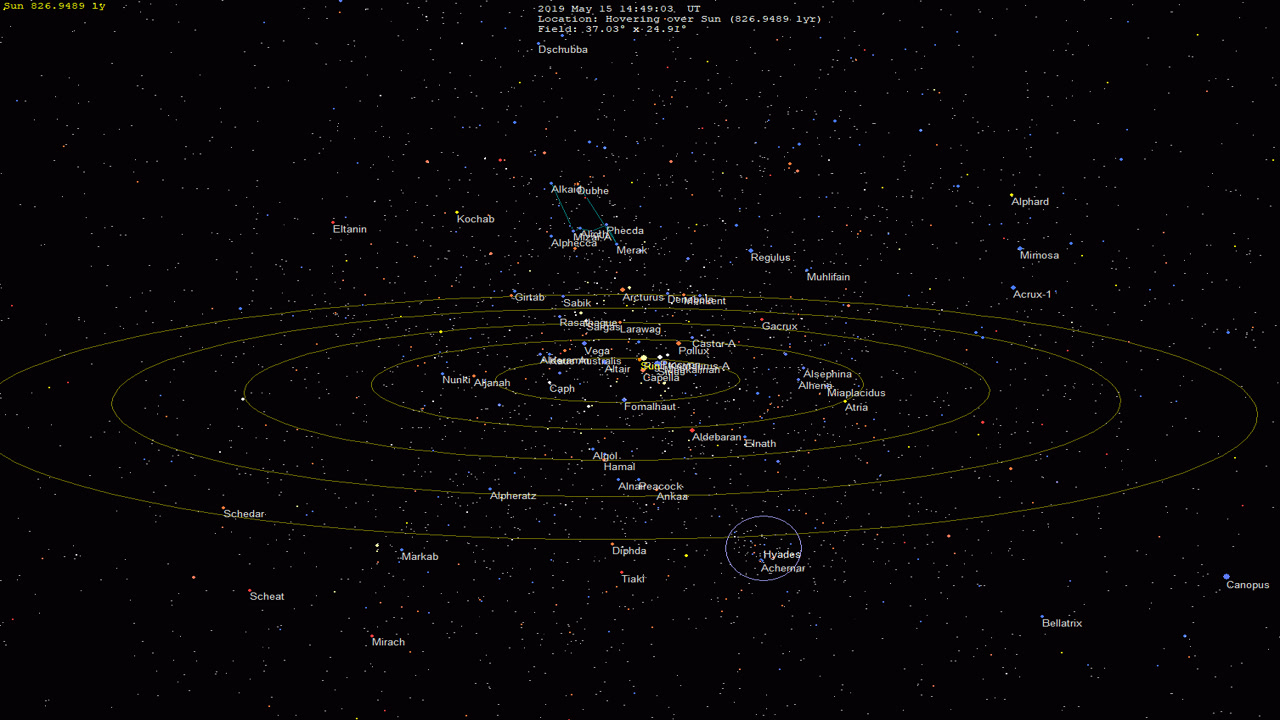 Sun 826.9489 ly
2019 May 15 14:49:03 UT
Location: Hovering over Sun (826.9489 lyr)
Field: 37.03° x 24.91°
Dschubba
Alkaid Dubhe
Alphard
Kochab
Eltanin
Phecda
Alphecca
Merak
Mimosa
Regulus
Muhlifain
Acrux-1
Girtab
Sabik
Arcturus
Gacrux
Sargas
Larawag
Castor-A
Vega
Pollux
Altair
Capella
Alsephina
Nunki
Aljanah
Caph
Alhena
Miaplacidus
Fomalhaut
Atria
Aldebaran
Elnath
Algol
Hamal
Peacock
Alpheratz
Ankaa
Schedar
Markab
Diphda
Hyades
Achernar
Tiaki
Canopus
Scheat
Bellatrix
Mirach